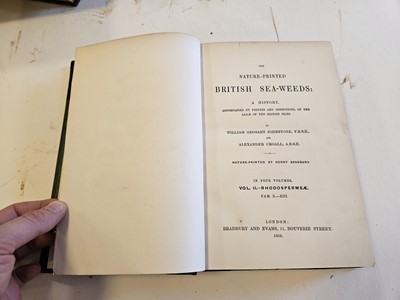 THE
NATURE-PRINTED
BRITISH SEA-WEEDS:
A HISTORY,
ACCOMPANIED BY FIGURES AND DISSECTIONS, OF THE
ALGÆ OF THE BRITISH ISLES
BY
WILLIAM GROSART JOHNSTONE, F.B.S.E.,
AND
ALEXANDER CROALL, A.B.S.E.
NATURE-PRINTED BY HENRY BRADBURY.
IN FOUR VOLUMES.
VOL. II.—RHODOSPERMEÆ.
FAM. X.—XIII.
LONDON:
BRADBURY AND EVANS, 11, BOUVERIE STREET.